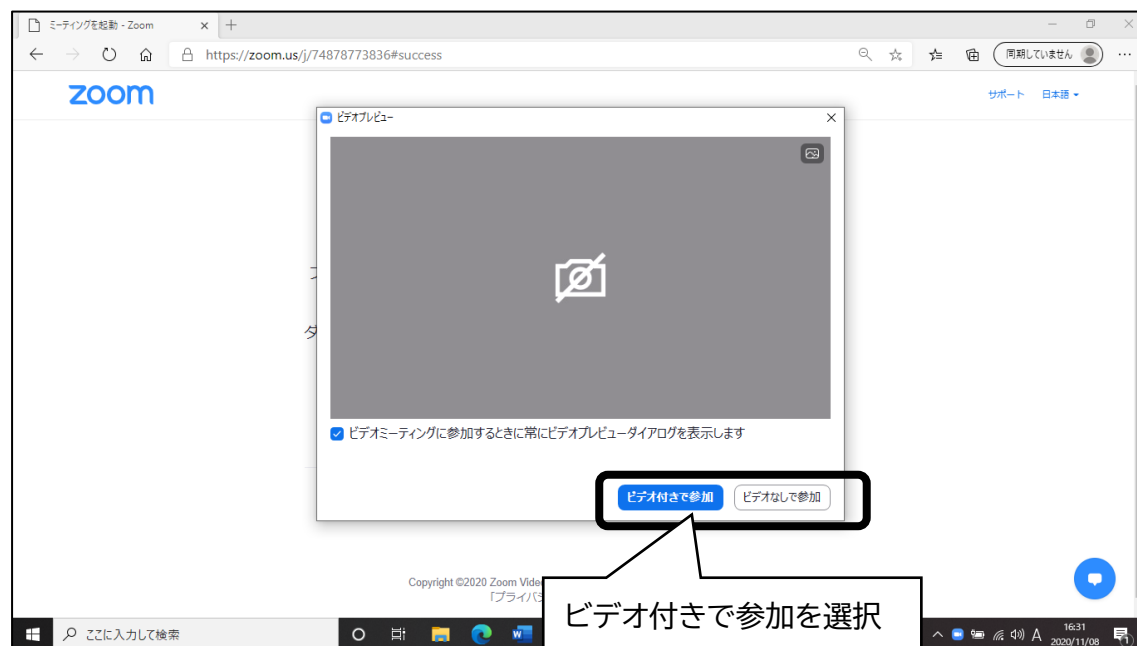 ミーティングを起動 - Zoom
https://zoom.us/j/74878773836#success
同期していません
zoom
サポート 日本語
ビデオプレビュー
ビデオミーティングに参加するときに常にビデオプレビューダイアログを表示します
ビデオ付きで参加 ビデオなしで参加
Copyright ©2020 Zoom
「プライバ
ビデオ付きで参加を選択
ここに入力して検索
A
16:31
2020/11/08